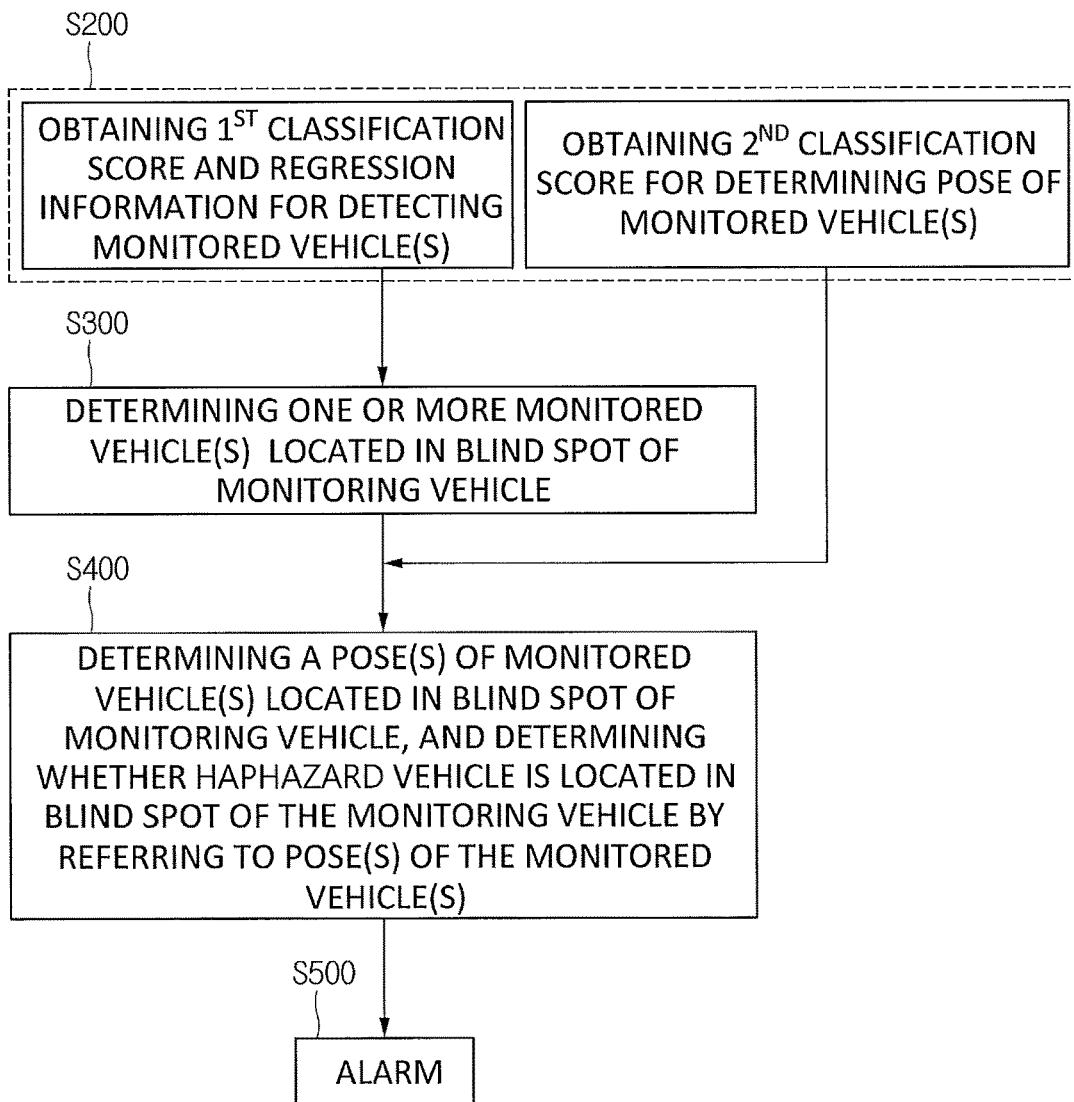 S200
OBTAINING 1ST CLASSIFICATION
SCORE AND REGRESSION
INFORMATION FOR DETECTING
MONITORED VEHICLE(S)
OBTAINING 2ND CLASSIFICATION
SCORE FOR DETERMINING POSE OF
MONITORED VEHICLE(S)
S300
DETERMINING ONE OR MORE MONITORED
VEHICLE(S) LOCATED IN BLIND SPOT OF
MONITORING VEHICLE
S400
DETERMINING A POSE(S) OF MONITORED
VEHICLE(S) LOCATED IN BLIND SPOT OF
MONITORING VEHICLE, AND DETERMINING
WHETHER HAPHAZARD VEHICLE IS LOCATED IN
BLIND SPOT OF THE MONITORING VEHICLE BY
REFERRING TO POSE(S) OF THE MONITORED
VEHICLE(S)
S500
ALARM